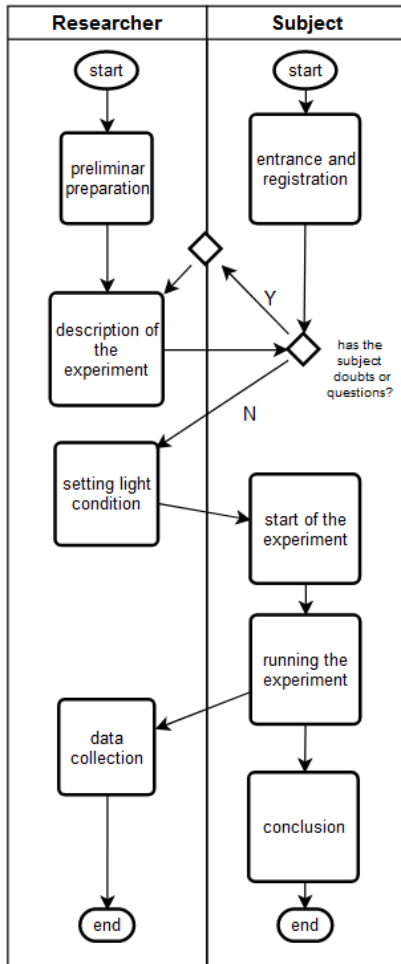 Researcher
Subject
start
start
preliminar
preparation
entrance and
registration
Y
description of
the
experiment
has the
subject
doubts or
questions?
N
setting light
condition
start of the
experiment
running the
experiment
data
collection
conclusion
end
end